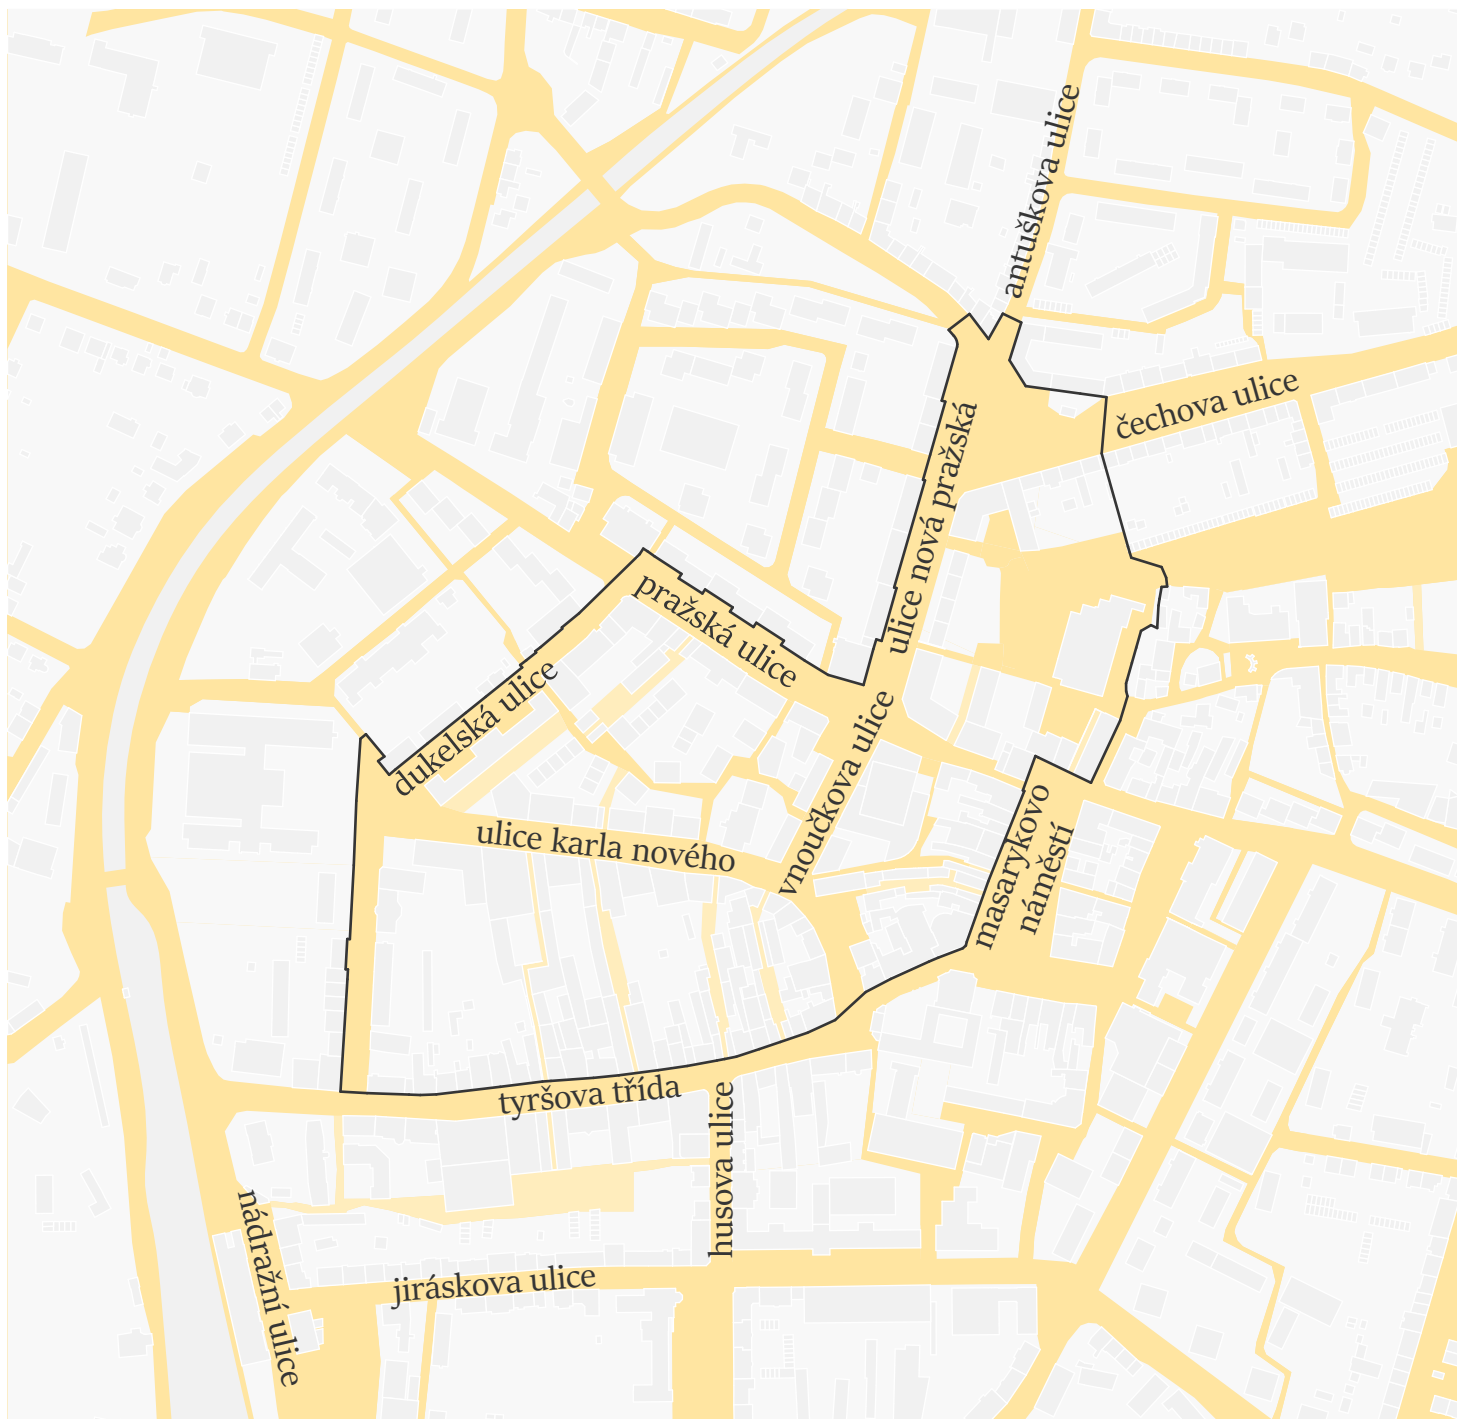 antuškova ulice
čechova ulice
ulice nová pražská
pražská ulice
dukelská ulice
vnoučkova ulice
ulice karla nového
masarykovo
náměstí
tyršova třída
husova ulice
nádražní ulice
jiráskova ulice